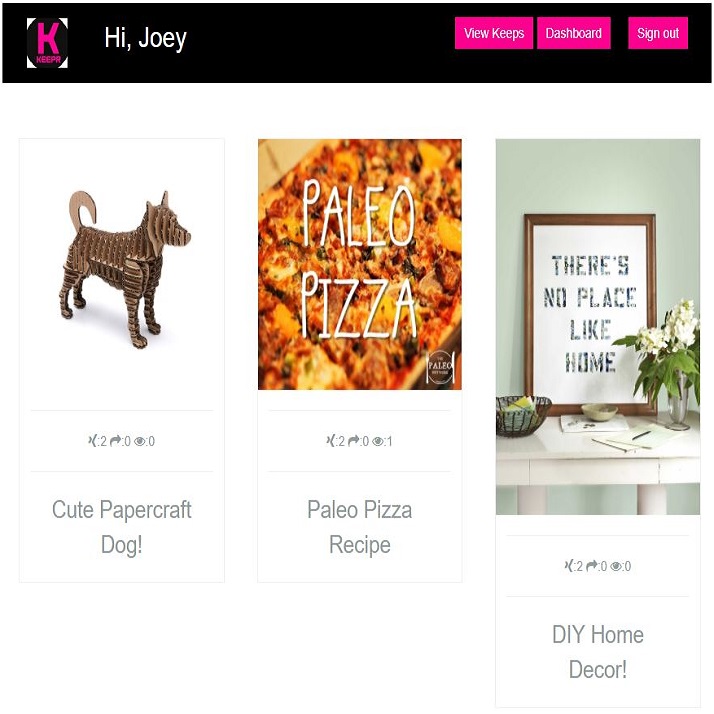 K
KEEPR
Hi, Joey
View Keeps
Dashboard
Sign out
PALEO
PIZZA
THE
PALEO
NETWORK
THERE'S
NO PLACE
LIKE
HOME
:2 :0 :0
:2 :0 :1
:2 :0 :0
Cute Papercraft
Dog!
Paleo Pizza
Recipe
DIY Home
Decor!